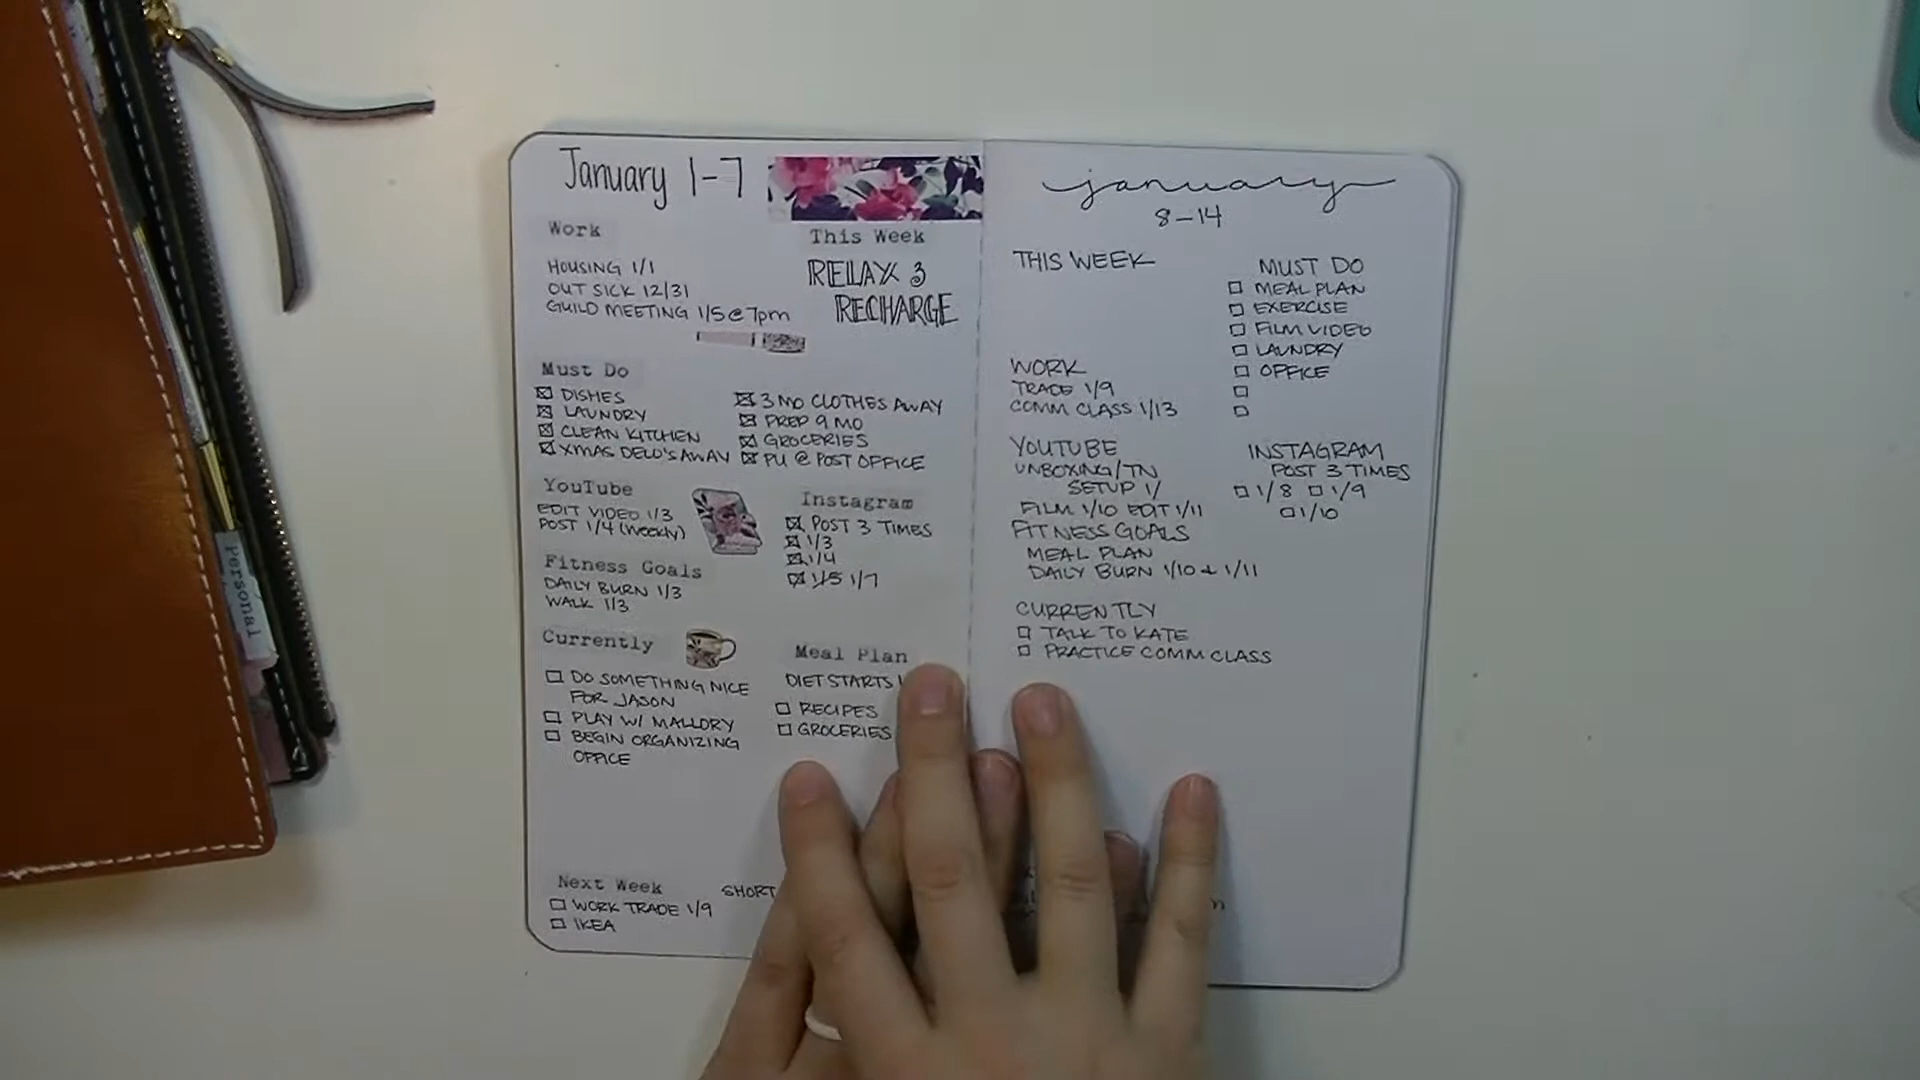 January 1-7
Work
HOUSING 1/1
OUT SICK 12/31
GUILD MEETING 1/5 @ 7pm
This Week
RELAX &
RECHARGE
Must Do
DISHES
LAUNDRY
CLEAN KITCHEN
XMAS DECO'S AWAY
3 MO CLOTHES AWAY
PREP 9 MO
GROCERIES
PU @ POST OFFICE
YouTube
EDIT VIDEO 1/3
POST 1/4 (Weekly)
Instagram
POST 3 TIMES
1/3
1/4
1/5 1/7
Fitness Goals
DAILY BURN 1/3
WALK 1/3
Currently
DO SOMETHING NICE
FOR JASON
PLAY W/ MALLORY
BEGIN ORGANIZING
OFFICE
Meal Plan
DIET STARTS
RECIPES
GROCERIES
Next Week
WORK TRADE 1/9
IKEA
SHORT
january
8-14
THIS WEEK
MUST DO
MEAL PLAN
EXERCISE
FILM VIDEO
LAUNDRY
OFFICE
WORK
TRADE 1/9
COMM CLASS 1/13
YOUTUBE
UNBOXING/TN
SETUP 1/
FILM 1/10 EDIT 1/11
INSTAGRAM
POST 3 TIMES
1/8 1/9
1/10
FITNESS GOALS
MEAL PLAN
DAILY BURN 1/10 & 1/11
CURRENTLY
TALK TO KATE
PRACTICE COMM CLASS
Personal